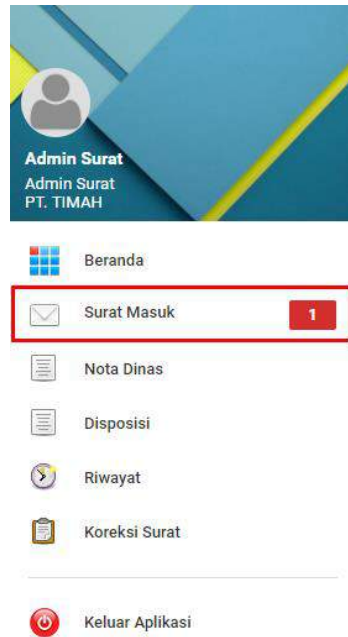 Admin Surat
Admin Surat
PT. TIMAH
Beranda
Surat Masuk 1
Nota Dinas
Disposisi
Riwayat
Koreksi Surat
Keluar Aplikasi